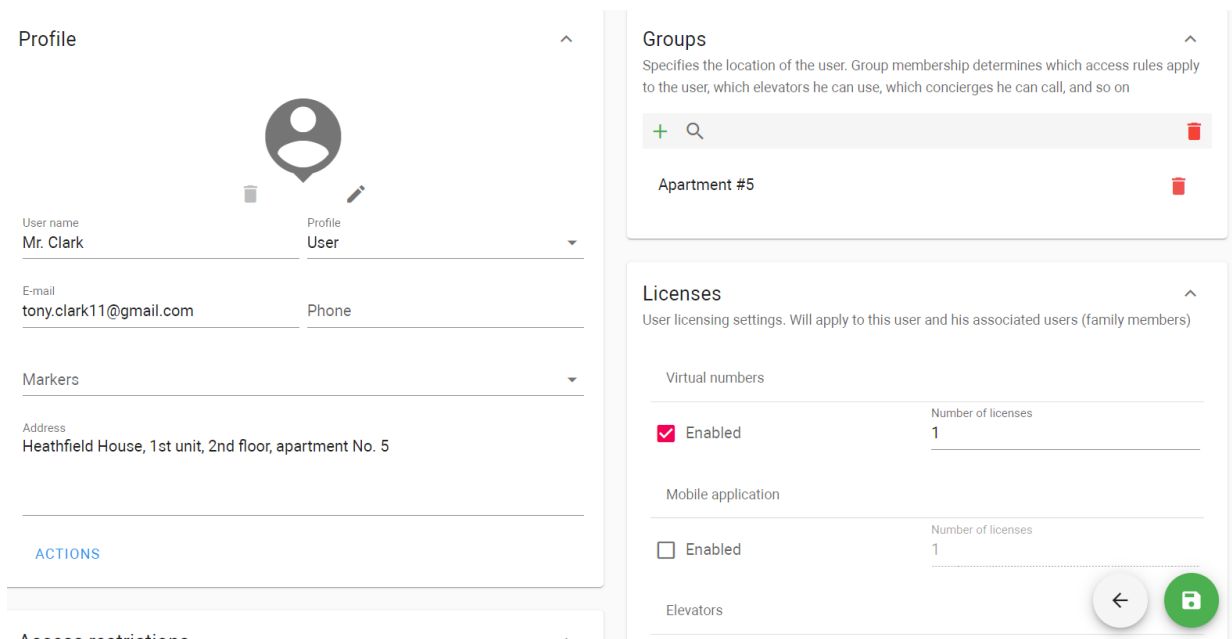 Profile
User name
Mr. Clark
Profile
User
E-mail
tony.clark11@gmail.com
Phone
Markers
Address
Heathfield House, 1st unit, 2nd floor, apartment No. 5
ACTIONS
Access restrictions
Groups
Specifies the location of the user. Group membership determines which access rules apply
to the user, which elevators he can use, which concierges he can call, and so on
Apartment #5
Licenses
User licensing settings. Will apply to this user and his associated users (family members)
Virtual numbers
Enabled
Number of licenses
1
Mobile application
Enabled
Number of licenses
1
Elevators